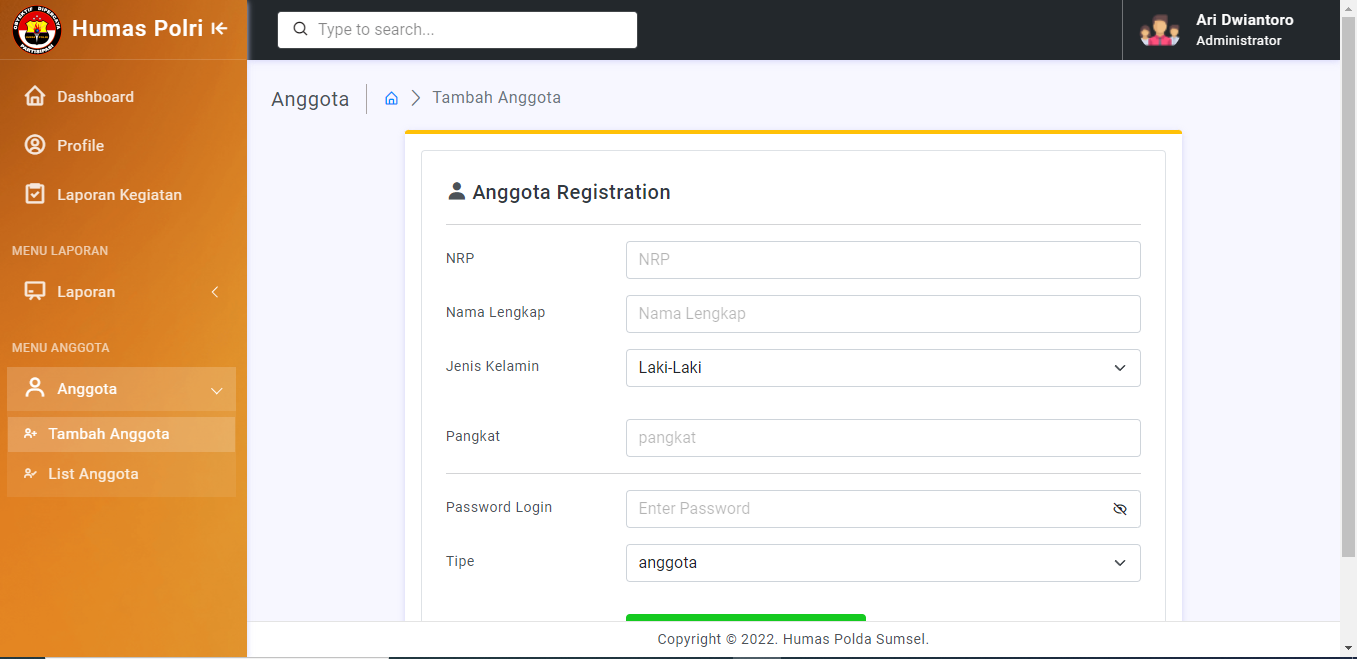 Humas Polri
Type to search...
Ari Dwiantoro
Administrator
Dashboard
Profile
Laporan Kegiatan
MENU LAPORAN
Laporan
MENU ANGGOTA
Anggota
Tambah Anggota
List Anggota
Anggota
Tambah Anggota
Anggota Registration
NRP
NRP
Nama Lengkap
Nama Lengkap
Jenis Kelamin
Laki-Laki
Pangkat
pangkat
Password Login
Enter Password
Tipe
anggota
Copyright © 2022. Humas Polda Sumsel.